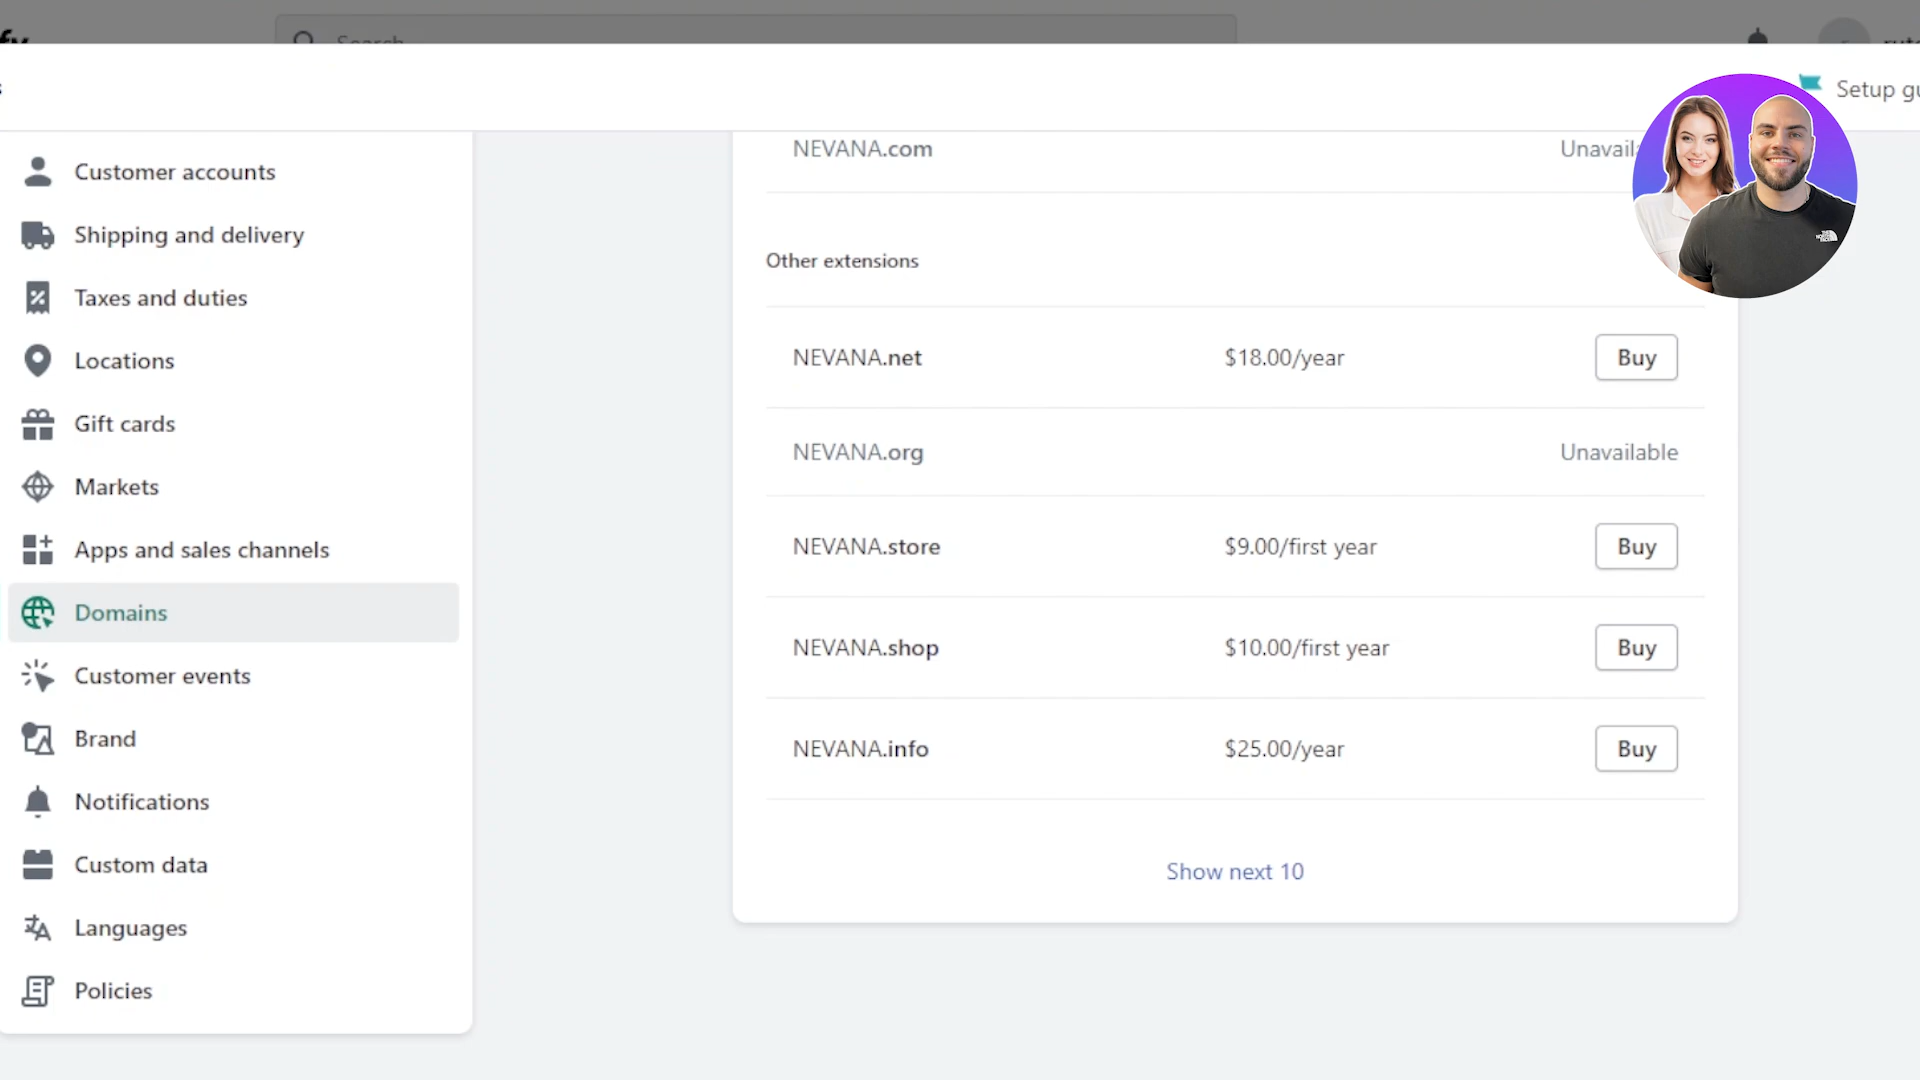 Setup
Customer accounts
Shipping and delivery
Taxes and duties
Locations
Gift cards
Markets
Apps and sales channels
Domains
Customer events
Brand
Notifications
Custom data
Languages
Policies
NEVANA.com
Other extensions
NEVANA.net $18.00/year Buy
NEVANA.org Unavailable
NEVANA.store $9.00/first year Buy
NEVANA.shop $10.00/first year Buy
NEVANA.info $25.00/year Buy
Show next 10